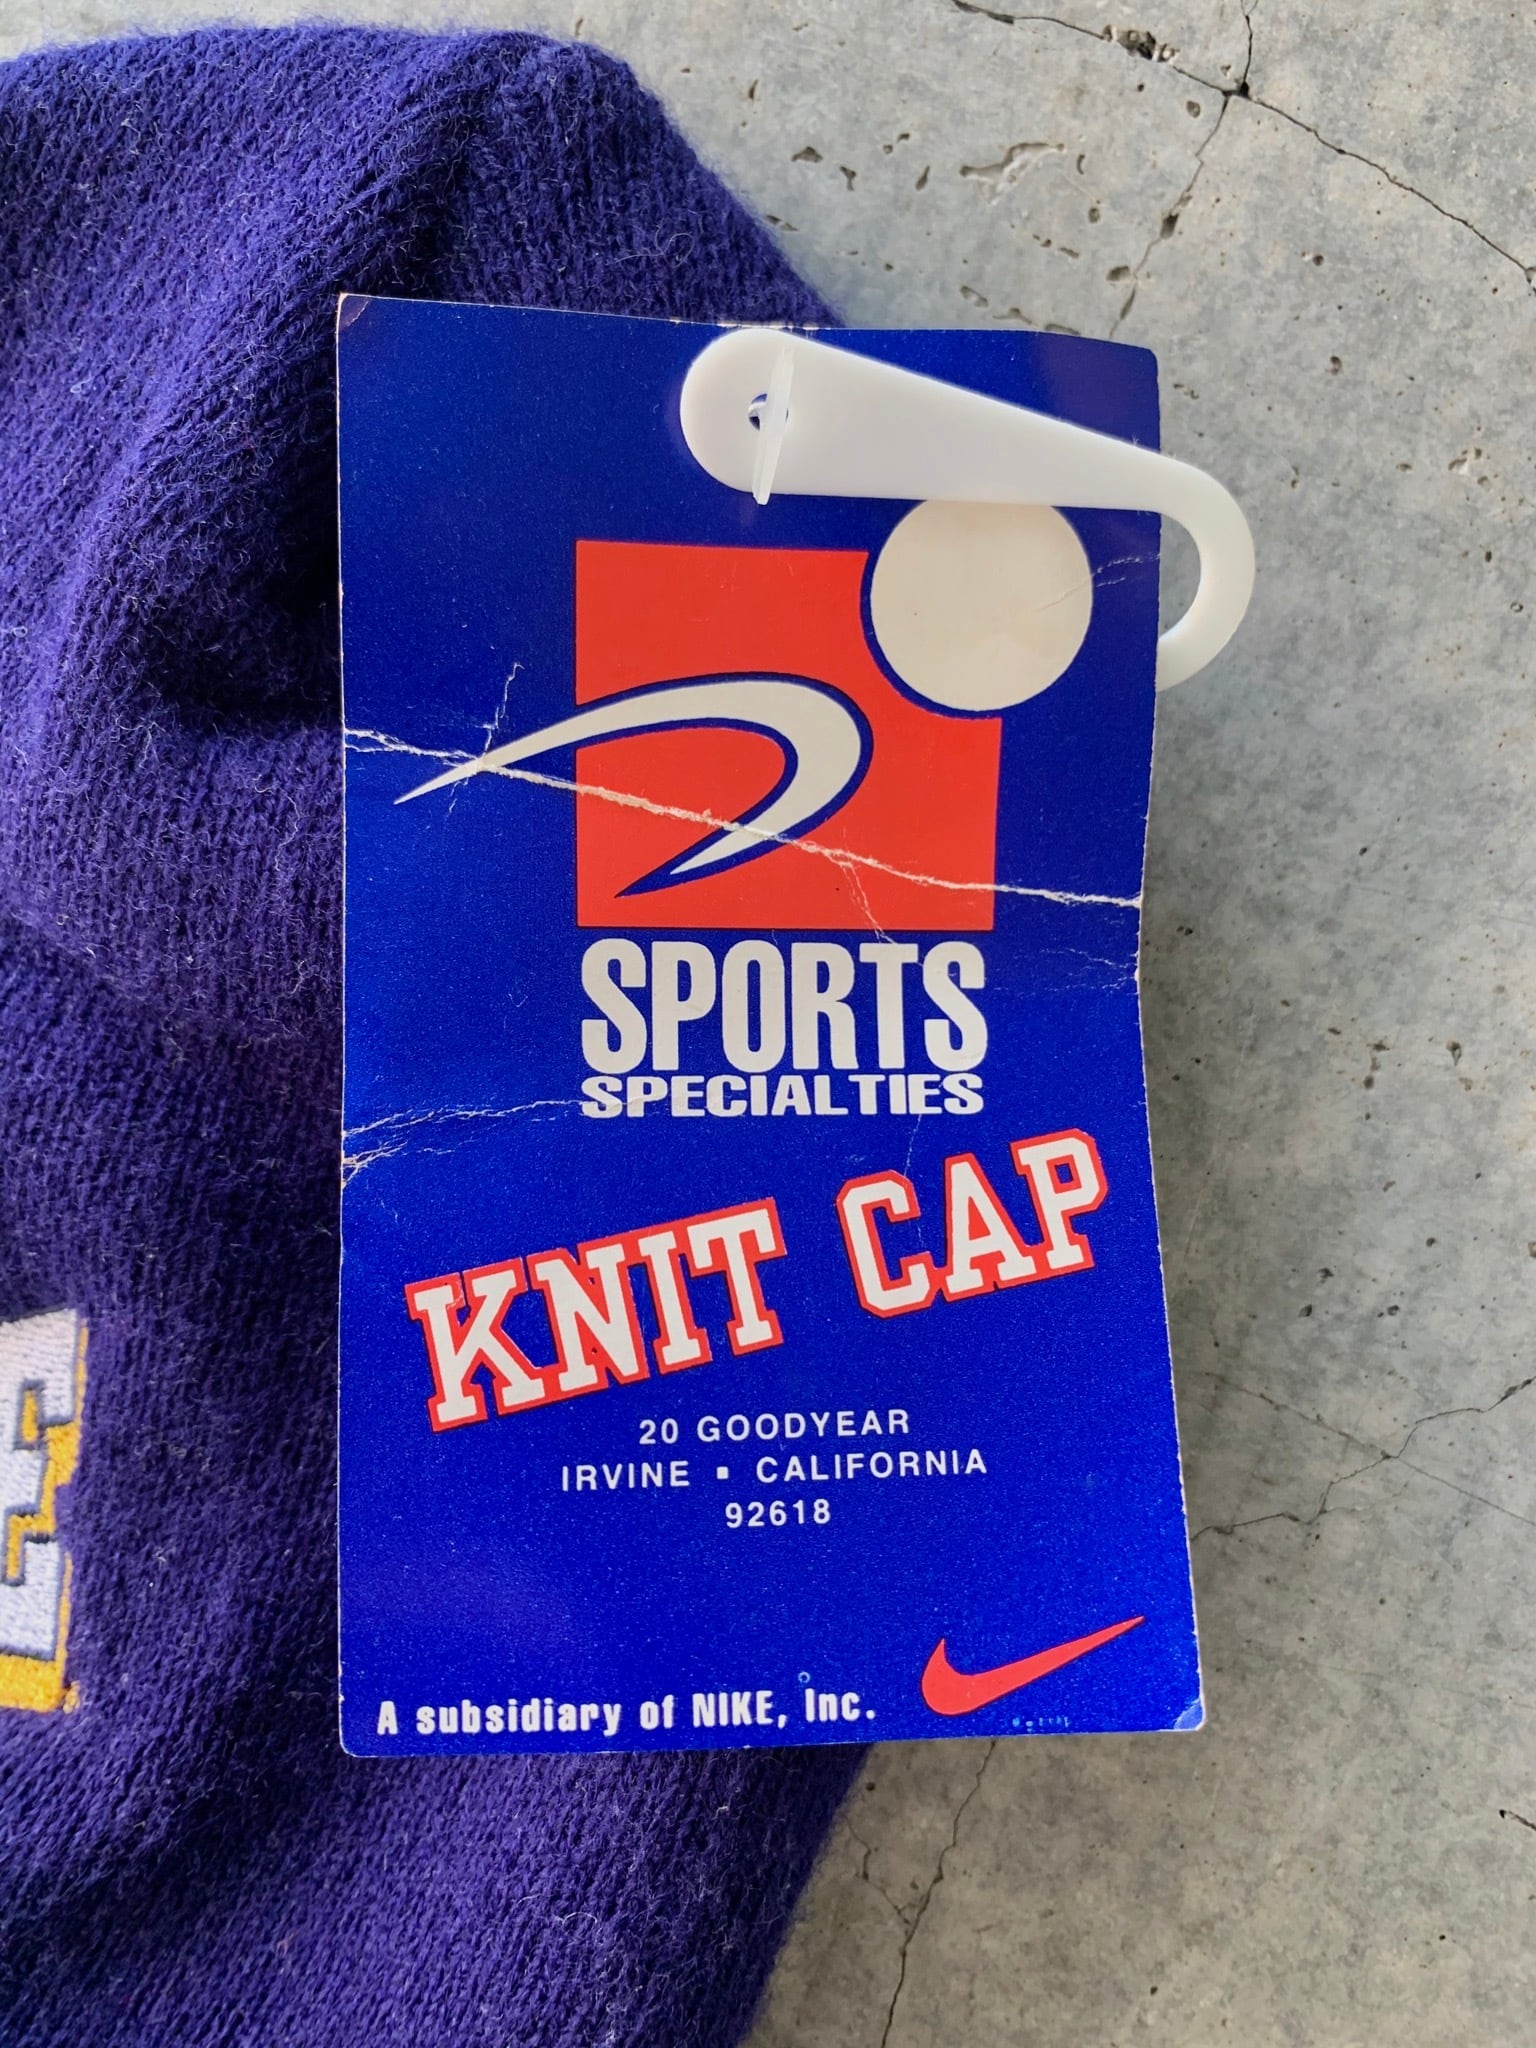 SPORTS
SPECIALTIES
KNIT CAP
20 GOODYEAR
IRVINE ▪ CALIFORNIA
92618
A subsidiary of NIKE, Inc.